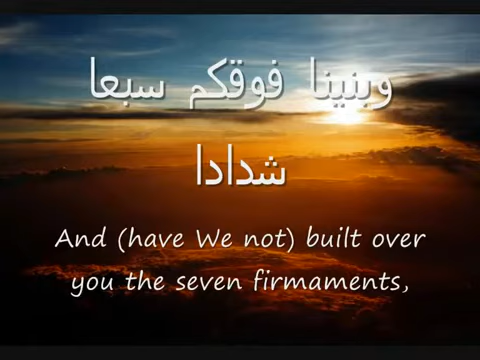 وبنينا فوقكم سبعا
شدادا
And (have We not) built over
you the seven firmaments,